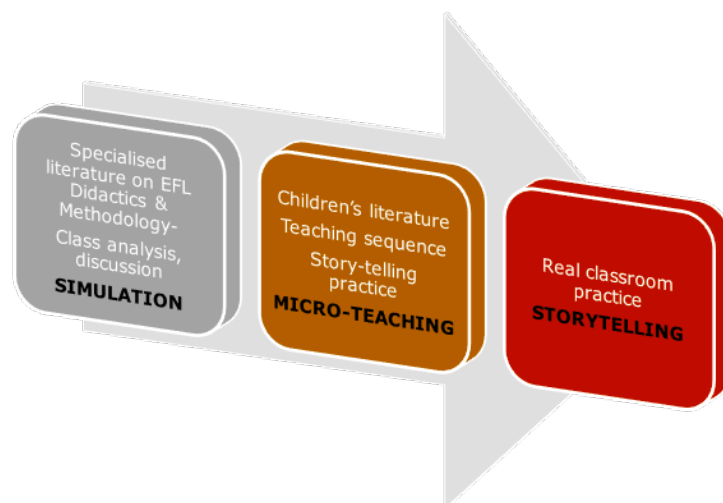 Specialised
literature on EFL
Didactics &
Methodology-
Class analysis,
discussion
SIMULATION
Children's literature
Teaching sequence
Story-telling
practice
MICRO-TEACHING
Real classroom
practice
STORYTELLING